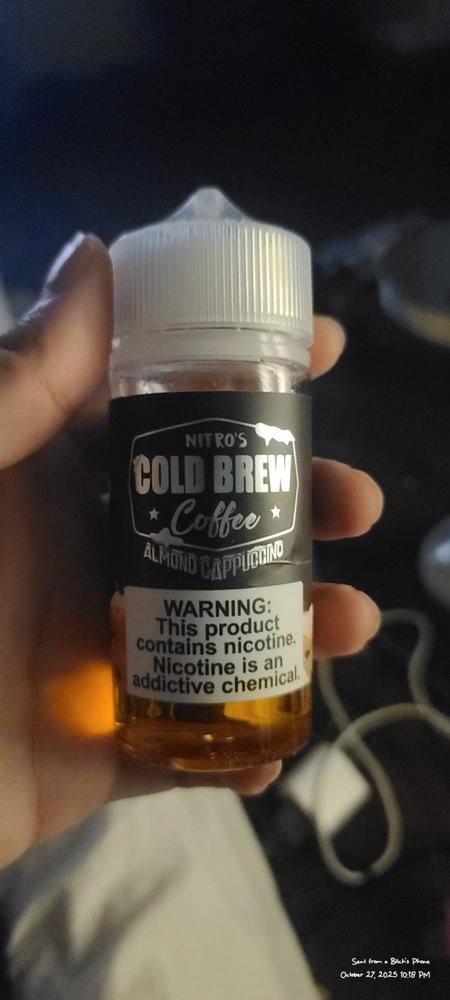 NITRO'S
COLD BREW
Coffee
ALMOND CAPPUCCINO
WARNING:
This product
contains nicotine.
Nicotine is an
addictive chemical.
Sent from a Bitch's Phone
October 27, 2025 10:18 PM